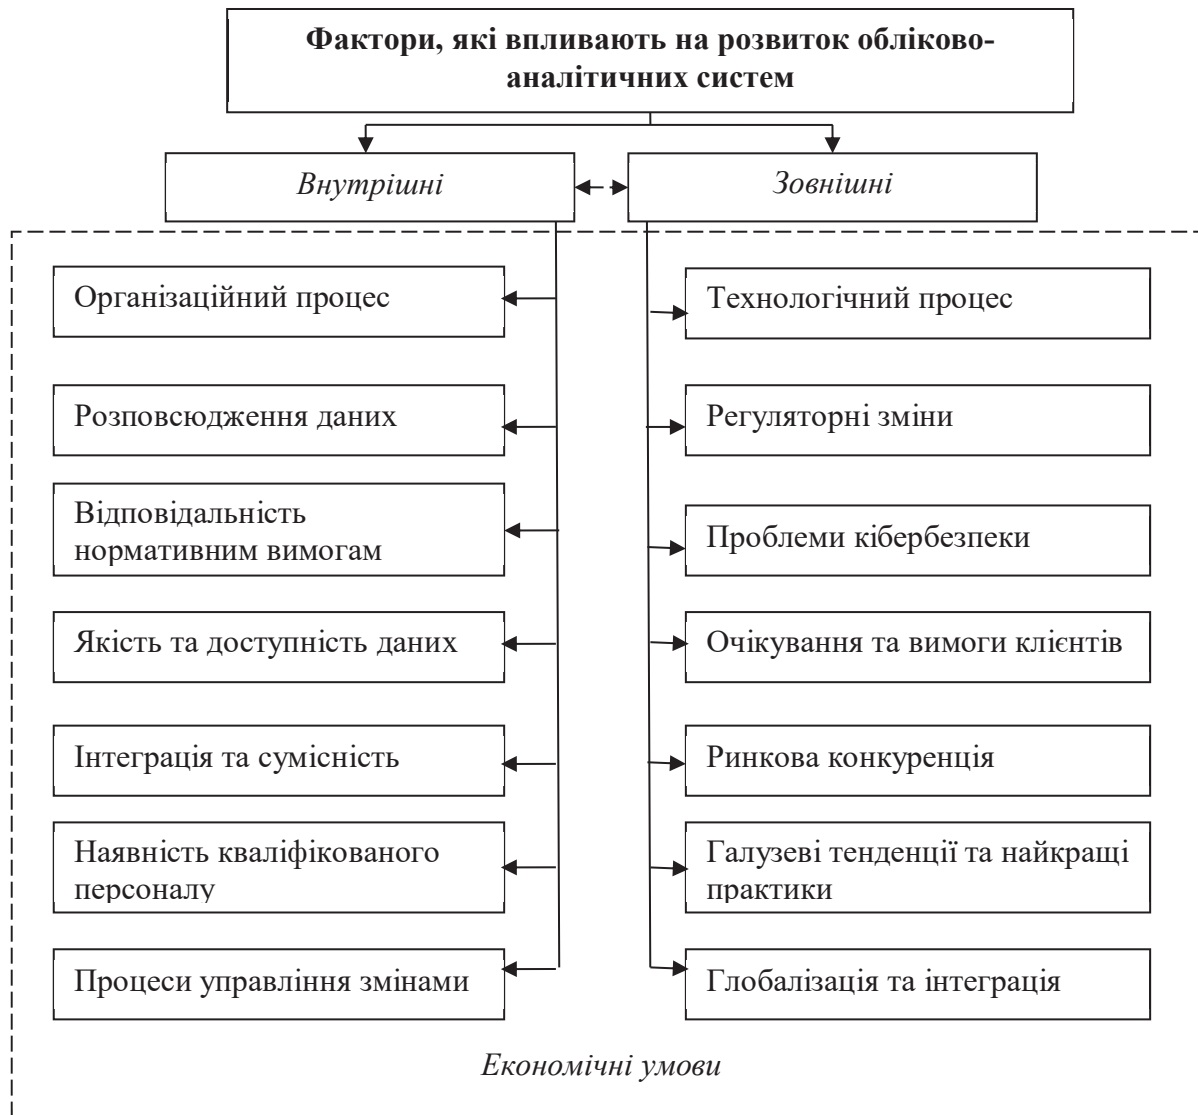 Фактори, які впливають на розвиток обліково-
аналітичних систем
Внутрішні
Зовнішні
Організаційний процес
Технологічний процес
Розповсюдження даних
Регуляторні зміни
Відповідальність
нормативним вимогам
Проблеми кібербезпеки
Якість та доступність даних
Очікування та вимоги клієнтів
Інтеграція та сумісність
Ринкова конкуренція
Наявність кваліфікованого
персоналу
Галузеві тенденції та найкращі
практики
Процеси управління змінами
Глобалізація та інтеграція
Економічні умови